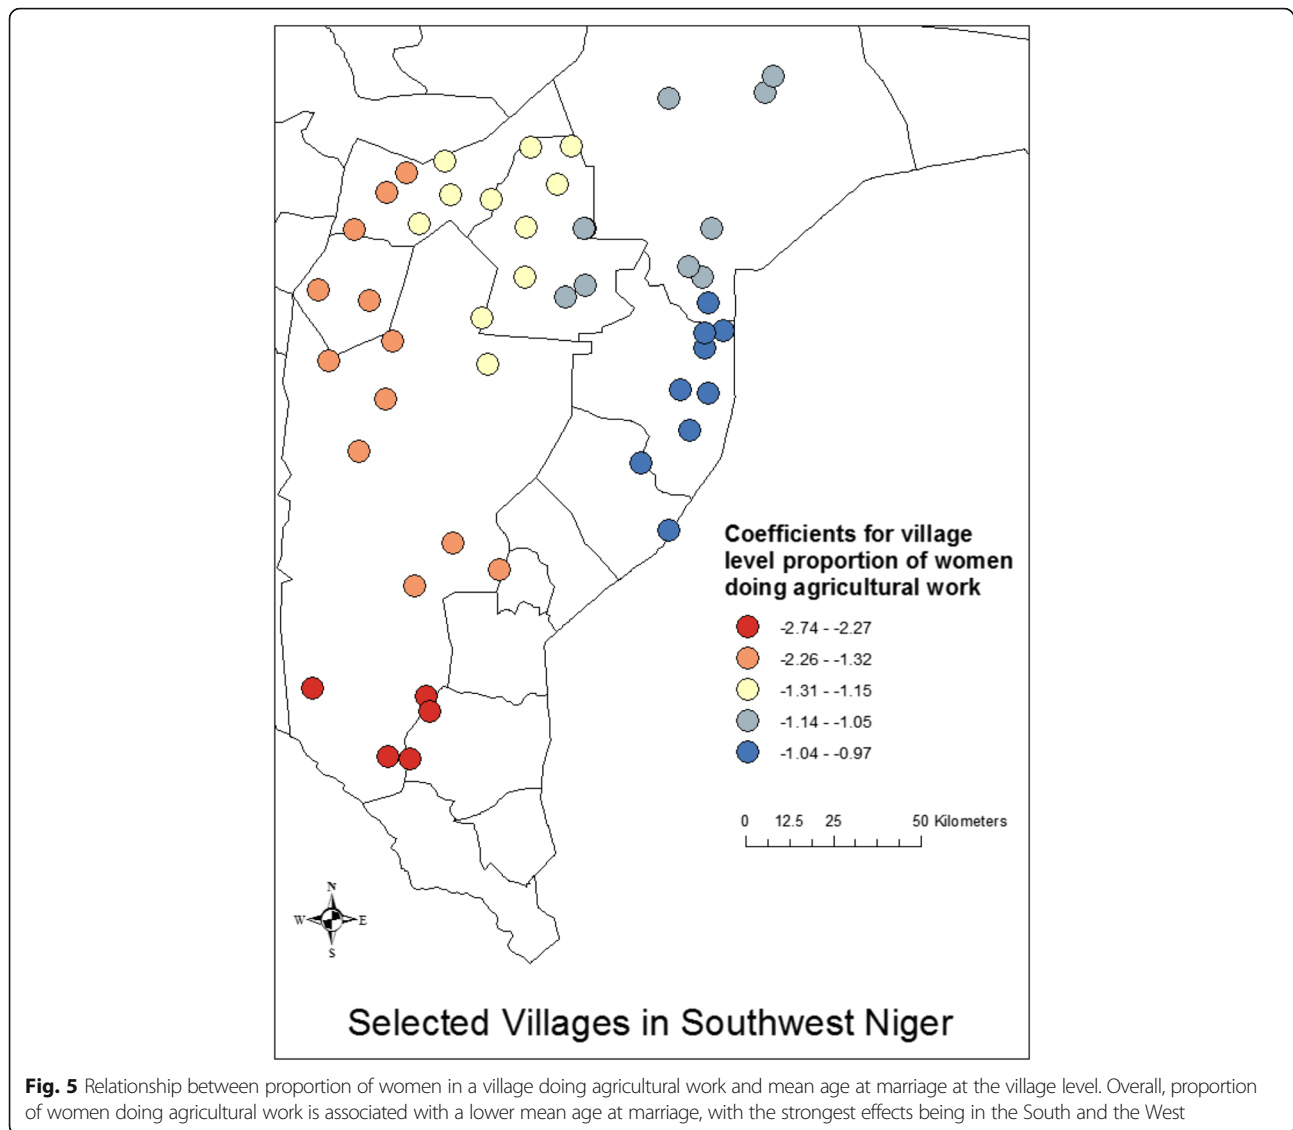 Coefficients for village
level proportion of women
doing agricultural work
-2.74 - -2.27
-2.26 - -1.32
-1.31 - -1.15
-1.14 - -1.05
-1.04 - -0.97
0 12.5 25 50 Kilometers
N
W E
S
Selected Villages in Southwest Niger
Fig. 5 Relationship between proportion of women in a village doing agricultural work and mean age at marriage at the village level. Overall, proportion
of women doing agricultural work is associated with a lower mean age at marriage, with the strongest effects being in the South and the West